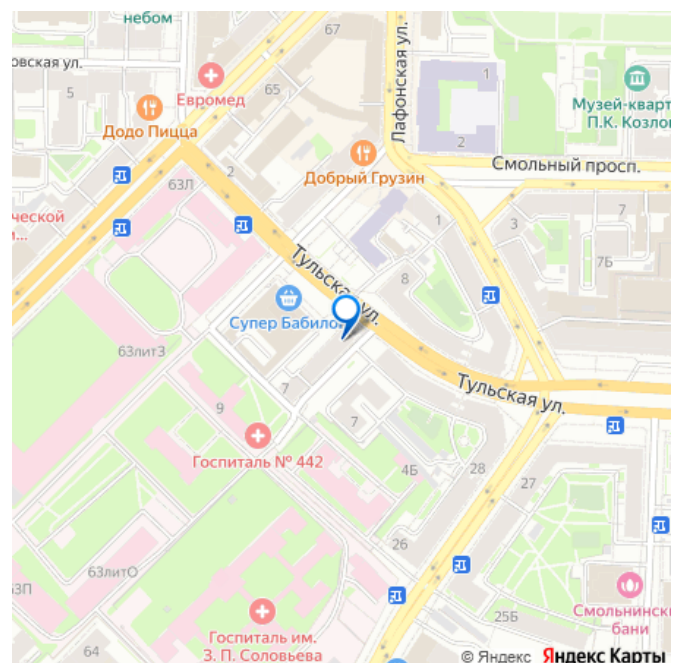 небом
67
овская ул.
Лафонская ул.
5
Евромед
65
1
Музей-кварт
П.К. Козло
Додо Пицца
2
2
Добрый Грузин
Смольный просп.
63Л
ческой
м...
1
3
7
7Б
Тульская ул.
8
Супер Бабило
63лит3
7
Тульская ул.
9
7
Госпиталь № 442
4Б
28
27
26
63П
63литО
25Б
Смольнинск
бани
64
Госпиталь им.
З. П. Соловьева
© Яндекс Яндекс Карты